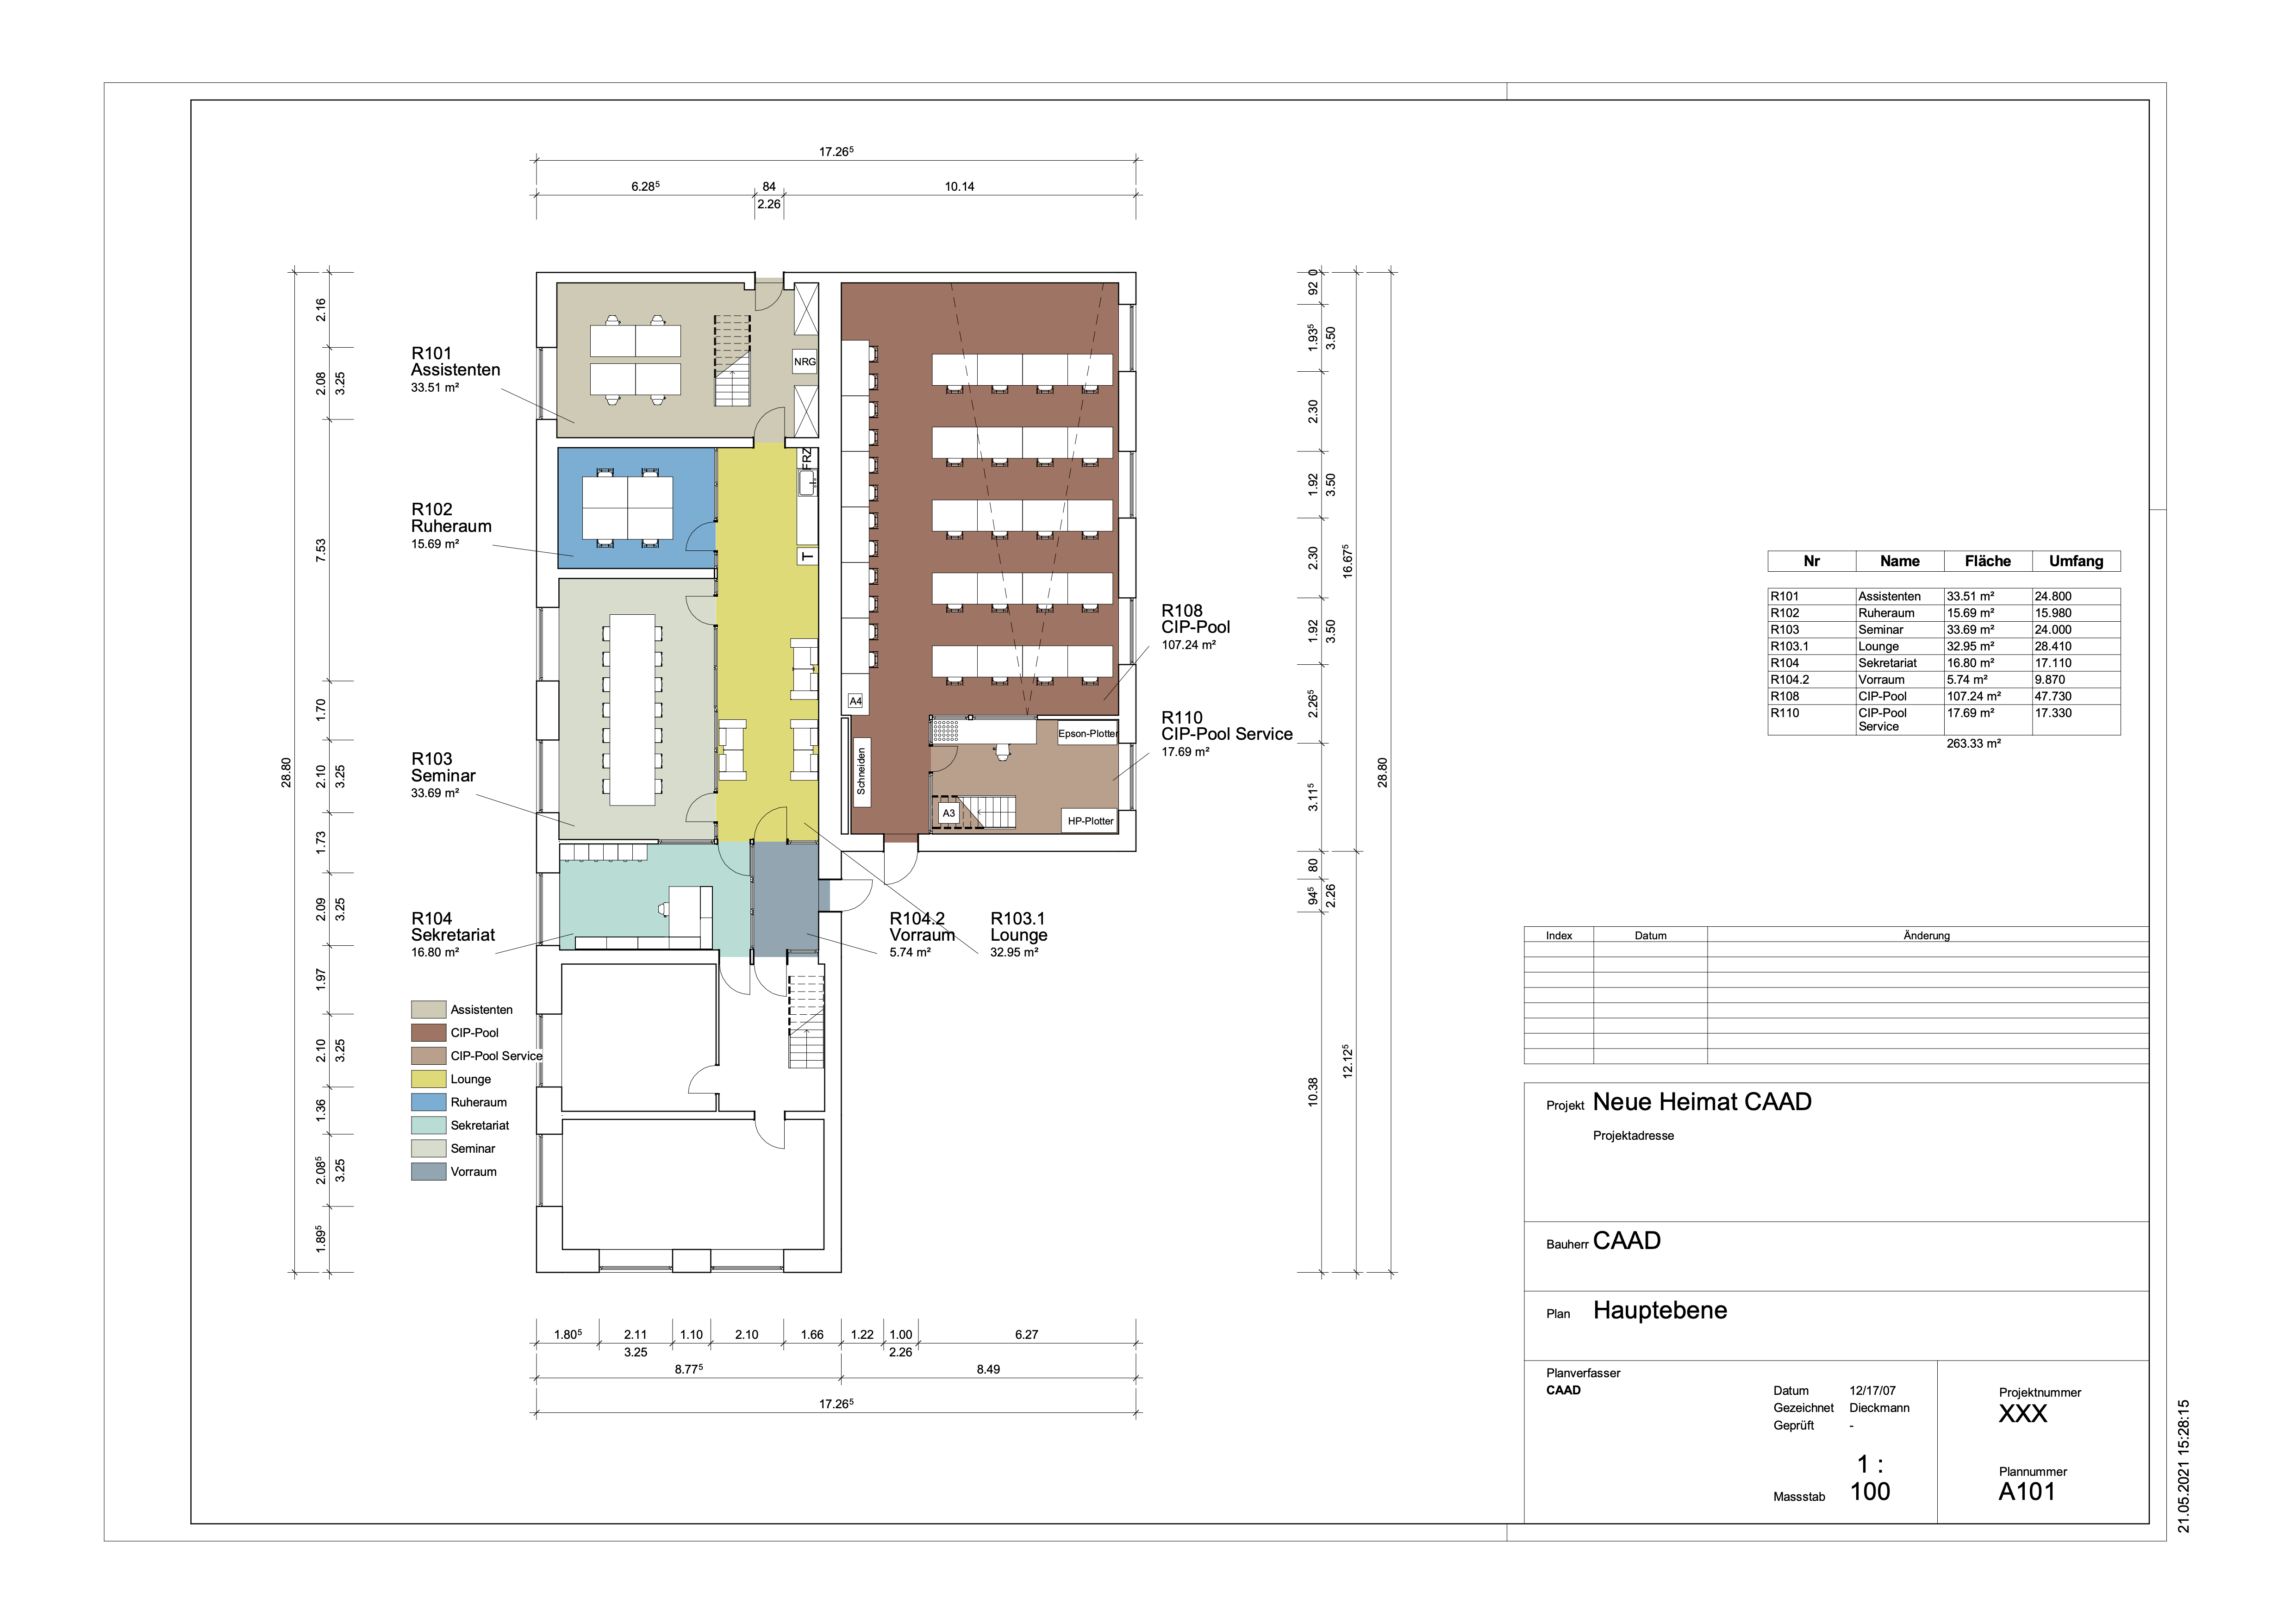 17.26⁵
6.28⁵ 84 10.14
2.26
28.80
2.16
2.08 3.25
7.53
1.70
2.10 3.25
1.73
2.09 3.25
1.97
2.10 3.25
1.36
2.08⁵ 3.25
1.89⁵
R101
Assistenten
33.51 m²
R102
Ruheraum
15.69 m²
R103
Seminar
33.69 m²
R104
Sekretariat
16.80 m²
NRG
FRZ
T
A4
Schneiden
Epson-Plotter
A3
HP-Plotter
R108
CIP-Pool
107.24 m²
R110
CIP-Pool Service
17.69 m²
R104.2
Vorraum
5.74 m²
R103.1
Lounge
32.95 m²
Assistenten
CIP-Pool
CIP-Pool Service
Lounge
Ruheraum
Sekretariat
Seminar
Vorraum
0
92
1.93⁵ 3.50
2.30
1.92 3.50
2.30
1.92 3.50
2.26⁵
3.11⁵
80
94⁵ 2.26
10.38
16.67⁵
12.12⁵
28.80
1.80⁵ 2.11 1.10 2.10 1.66 1.22 1.00 6.27
3.25 2.26
8.77⁵ 8.49
17.26⁵
Nr Name Fläche Umfang
R101 Assistenten 33.51 m² 24.800
R102 Ruheraum 15.69 m² 15.980
R103 Seminar 33.69 m² 24.000
R103.1 Lounge 32.95 m² 28.410
R104 Sekretariat 16.80 m² 17.110
R104.2 Vorraum 5.74 m² 9.870
R108 CIP-Pool 107.24 m² 47.730
R110 CIP-Pool 17.69 m² 17.330
Service
263.33 m²
Index Datum Änderung
Projekt Neue Heimat CAAD
Projektadresse
Bauherr CAAD
Plan Hauptebene
Planverfasser
CAAD
Datum 12/17/07
Gezeichnet Dieckmann
Geprüft -
Massstab 1 :
100
Projektnummer
XXX
Plannummer
A101
21.05.2021 15:28:15